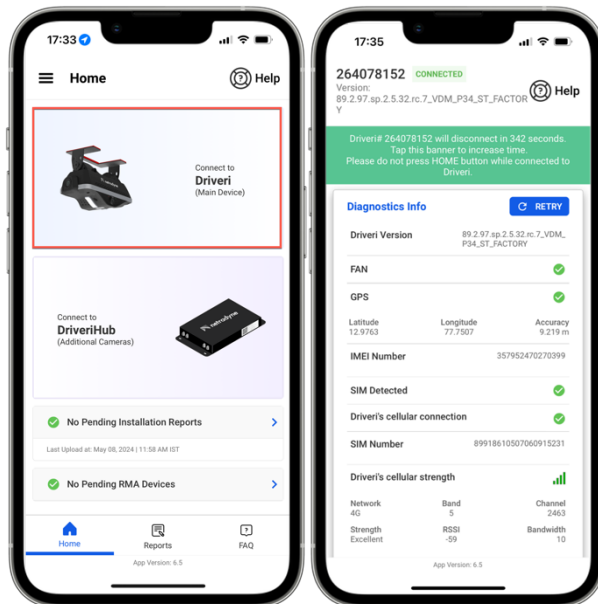 17:33
Home
Help
Connect to
Driveri
(Main Device)
Connect to
DriveriHub
(Additional Cameras)
netradyne
No Pending Installation Reports
Last Upload at: May 08, 2024 | 11:58 AM IST
No Pending RMA Devices
Home
Reports
FAQ
App Version: 6.5
17:35
264078152 CONNECTED
Version:
89.2.97.sp.2.5.32.rc.7_VDM_P34_ST_FACTOR
Y
Help
Driveri# 264078152 will disconnect in 342 seconds.
Tap this banner to increase time.
Please do not press HOME button while connected to
Driveri.
Diagnostics Info
RETRY
Driveri Version
89.2.97.sp.2.5.32.rc.7_VDM_
P34_ST_FACTORY
FAN
GPS
Latitude Longitude Accuracy
12.9763 77.7507 9.219 m
IMEI Number 357952470270399
SIM Detected
Driveri's cellular connection
SIM Number 89918610507060915231
Driveri's cellular strength
Network Band Channel
4G 5 2463
Strength RSSI Bandwidth
Excellent -59 10
App Version: 6.5